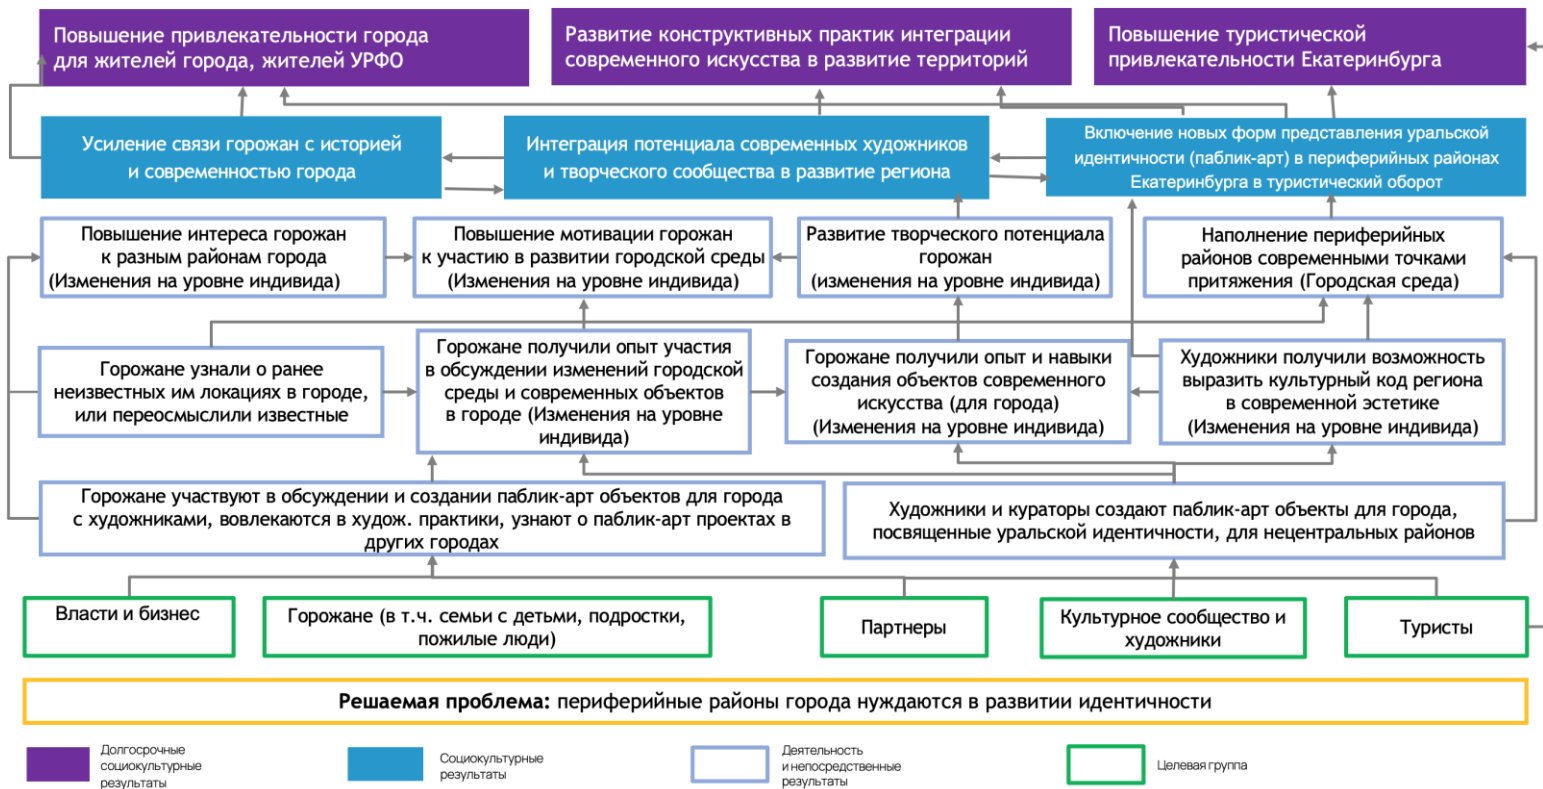 Повышение привлекательности города
для жителей города, жителей УРФО
Развитие конструктивных практик интеграции
современного искусства в развитие территорий
Повышение туристической
привлекательности Екатеринбурга
Усиление связи горожан с историей
и современностью города
Интеграция потенциала современных художников
и творческого сообщества в развитие региона
Включение новых форм представления уральской
идентичности (паблик-арт) в периферийных районах
Екатеринбурга в туристический оборот
Повышение интереса горожан
к разным районам города
(Изменения на уровне индивида)
Повышение мотивации горожан
к участию в развитии городской среды
(Изменения на уровне индивида)
Развитие творческого потенциала
горожан
(изменения на уровне индивида)
Наполнение периферийных
районов современными точками
притяжения (Городская среда)
Горожане узнали о ранее
неизвестных им локациях в городе,
или переосмыслили известные
Горожане получили опыт участия
в обсуждении изменений городской
среды и современных объектов
в городе (Изменения на уровне
индивида)
Горожане получили опыт и навыки
создания объектов современного
искусства (для города)
(Изменения на уровне индивида)
Художники получили возможность
выразить культурный код региона
в современной эстетике
(Изменения на уровне индивида)
Горожане участвуют в обсуждении и создании паблик-арт объектов для города
с художниками, вовлекаются в худож. практики, узнают о паблик-арт проектах в
других городах
Художники и кураторы создают паблик-арт объекты для города,
посвященные уральской идентичности, для нецентральных районов
Власти и бизнес
Горожане (в т.ч. семьи с детьми, подростки,
пожилые люди)
Партнеры
Культурное сообщество и
художники
Туристы
Решаемая проблема: периферийные районы города нуждаются в развитии идентичности
Долгосрочные
социокультурные
результаты
Социокультурные
результаты
Деятельность
и непосредственные
результаты
Целевая группа